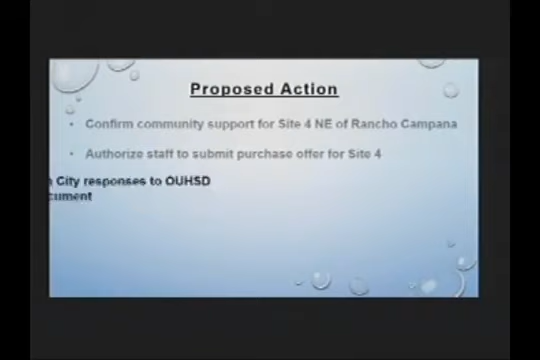 Proposed Action
• Confirm community support for Site 4 NE of Rancho Campana
• Authorize staff to submit purchase offer for Site 4
City responses to OUHSD
cument